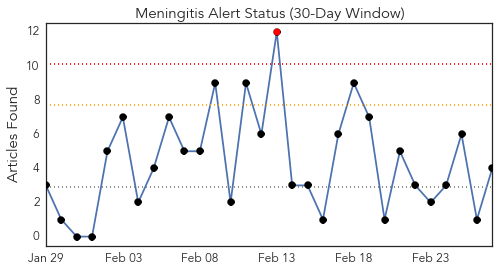 Meningitis Alert Status (30-Day Window)
Articles Found
12
10
8
6
4
2
0
Jan 29 Feb 03 Feb 08 Feb 13 Feb 18 Feb 23